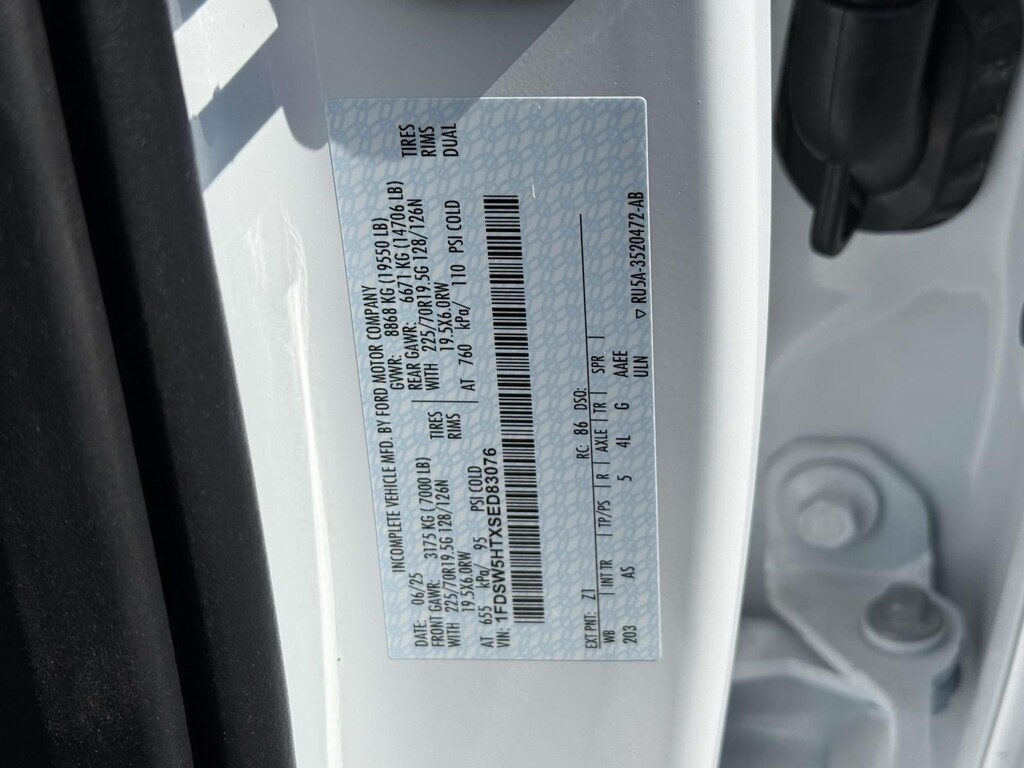 INCOMPLETE VEHICLE MFD. BY FORD MOTOR COMPANY
DATE: 06/25 GVWR: 8868 KG (19550 LB)
FRONT GAWR: 3175 KG (7000 LB) REAR GAWR: 6671 KG (14706 LB)
WITH 225/70R19.5G 128/126N TIRES WITH 225/70R19.5G 128/126N TIRES
19.5X6.0RW RIMS 19.5X6.0RW RIMS
AT 655 kPa/ 95 PSI COLD AT 760 kPa/ 110 PSI COLD DUAL
VIN: 1FDSW5HTXSED83076
EXT PNT: Z1 RC: 86 DSO:
WB INT TR TP/PS R AXLE TR SPR
203 AS 5 4L G AAEE
ULN ▽ RU5A-3520472-AB